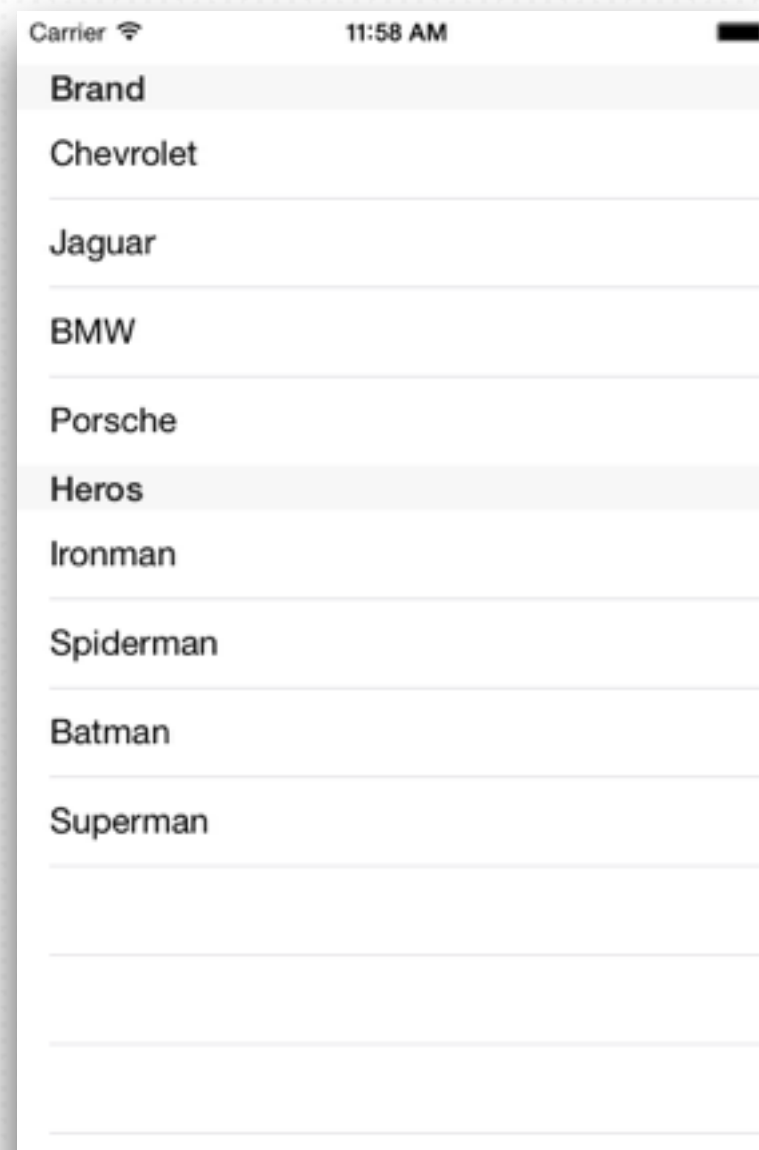 Carrier 11:58 AM
Brand
Chevrolet
Jaguar
BMW
Porsche
Heros
Ironman
Spiderman
Batman
Superman